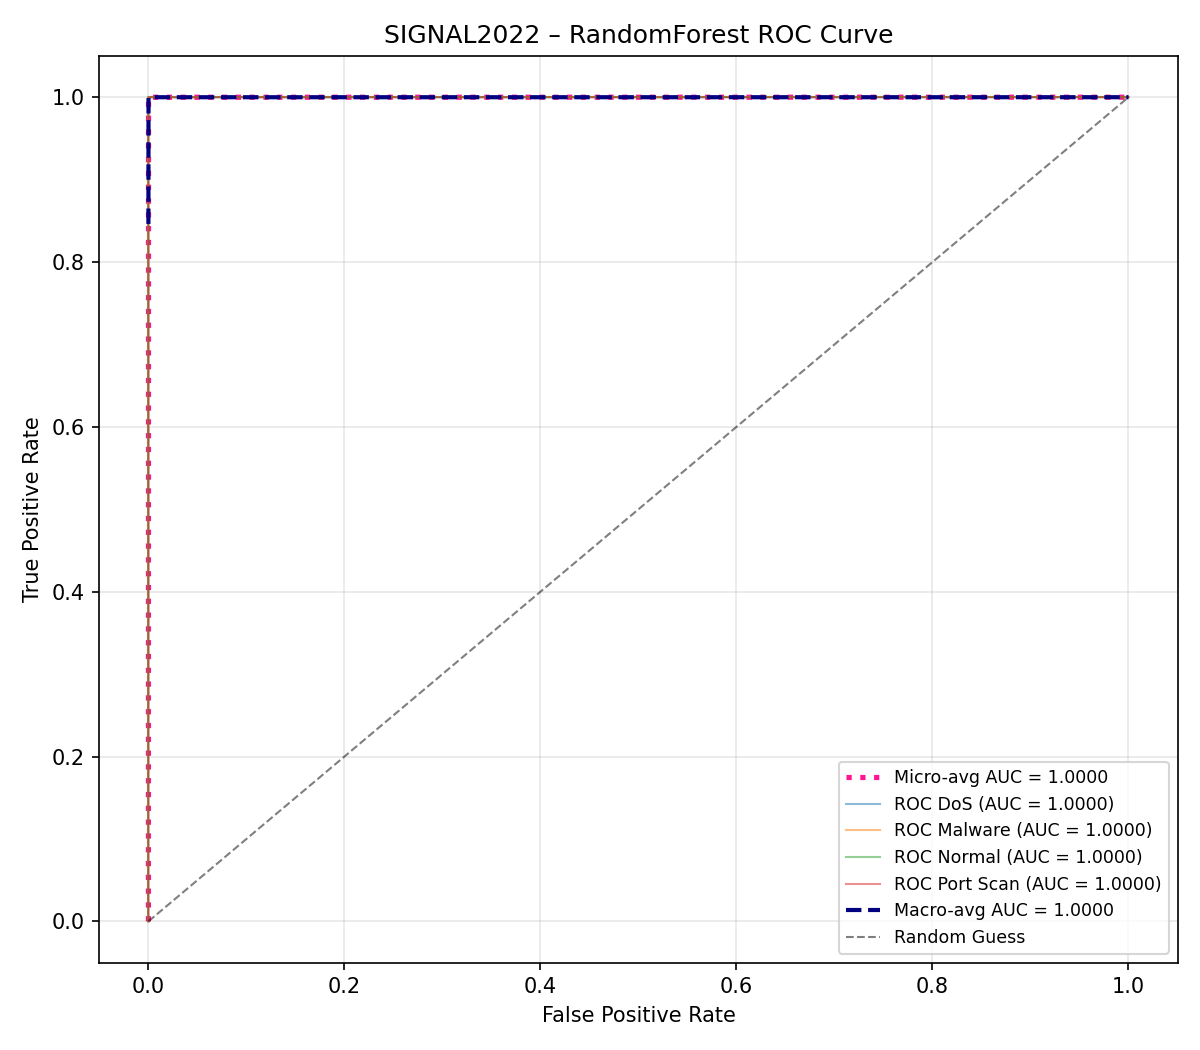 SIGNAL2022 – RandomForest ROC Curve
True Positive Rate
1.0
0.8
0.6
0.4
0.2
0.0
0.0 0.2 0.4 0.6 0.8 1.0
False Positive Rate
Micro-avg AUC = 1.0000
ROC DoS (AUC = 1.0000)
ROC Malware (AUC = 1.0000)
ROC Normal (AUC = 1.0000)
ROC Port Scan (AUC = 1.0000)
Macro-avg AUC = 1.0000
Random Guess